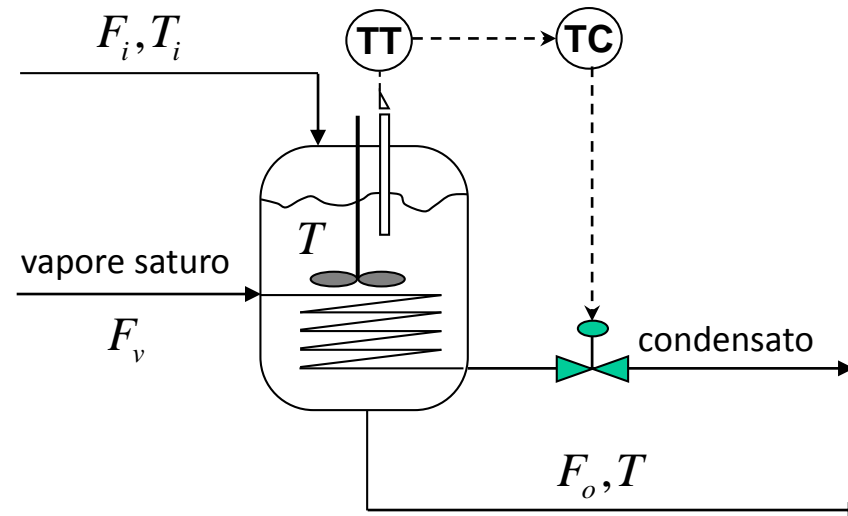 TT
TC
F_i, T_i
T
vapore saturo
F_v
condensato
F_o, T